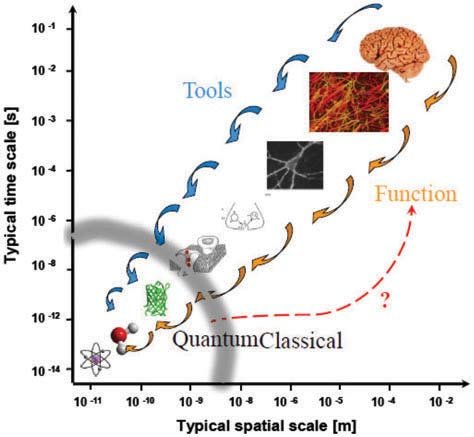 Typical time scale [s]
10-1
10-2
10-3
10-4
10-6
10-8
10-12
10-14
Tools
Function
?
QuantumClassical
10-11 10-10 10-9 10-8 10-6 10-5 10-4 10-2
Typical spatial scale [m]